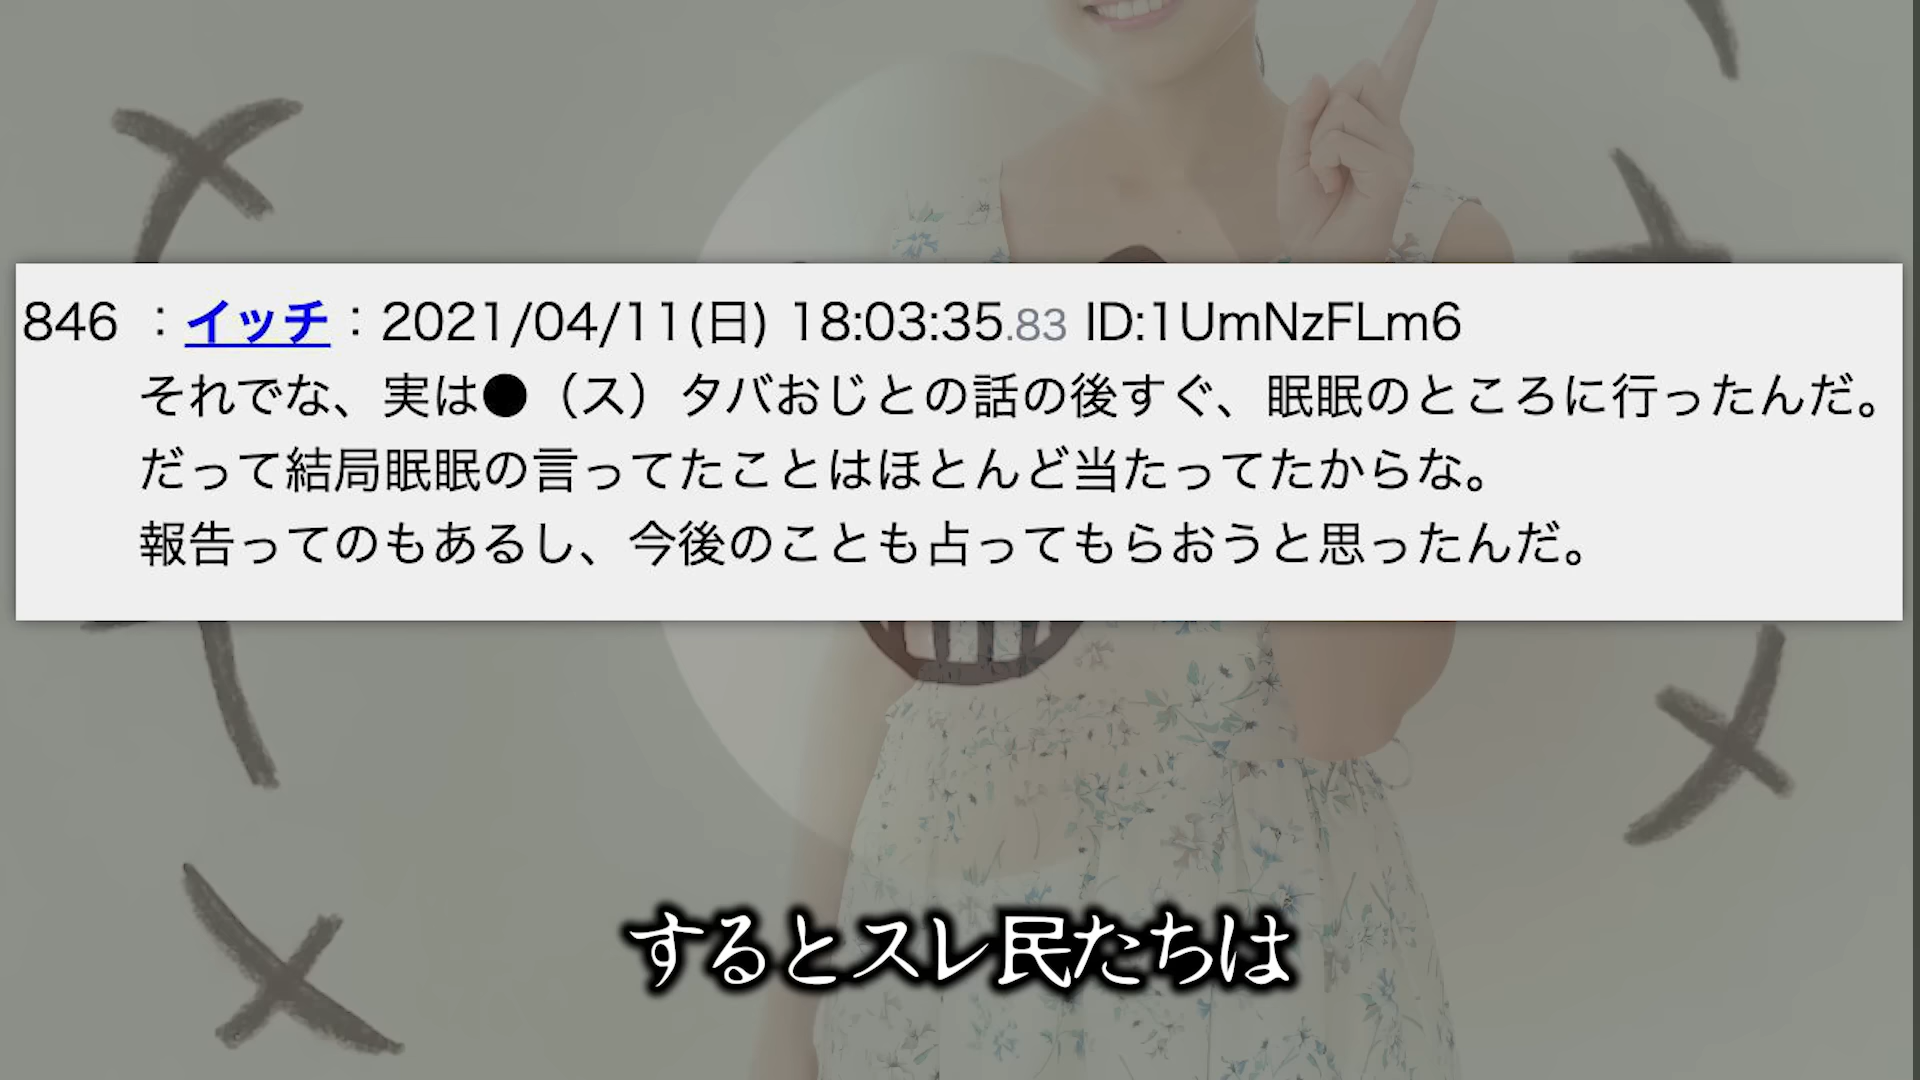 846 ：イッチ：2021/04/11(日) 18:03:35.83 ID:1UmNzFLm6
それでな、実は●（ス）タバおじとの話の後すぐ、眠眠のところに行ったんだ。
だって結局眠眠の言ってたことはほとんど当たってたからな。
報告ってのもあるし、今後のことも占ってもらおうと思ったんだ。
するとスレ民たちは